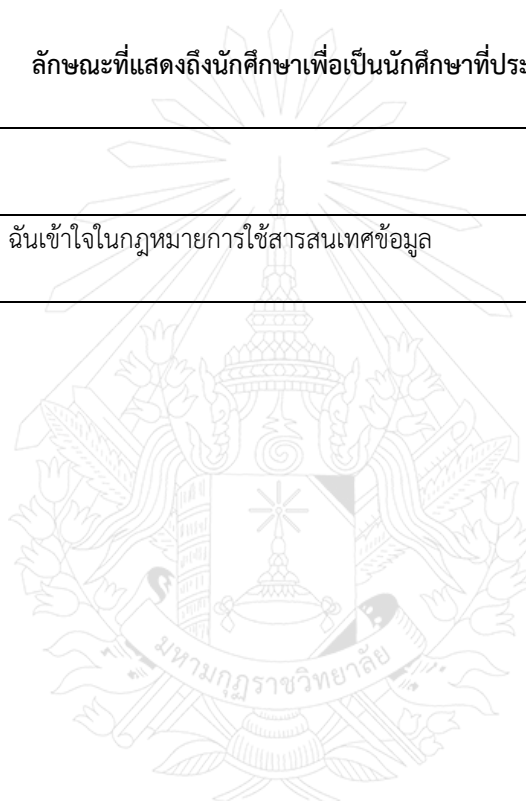 ลักษณะที่แสดงถึงนักศึกษาเพื่อเป็นนักศึกษาที่ประ
ฉันเข้าใจในกฎหมายการใช้สารสนเทศข้อมูล
มหามกุฏราชวิทยาลัย